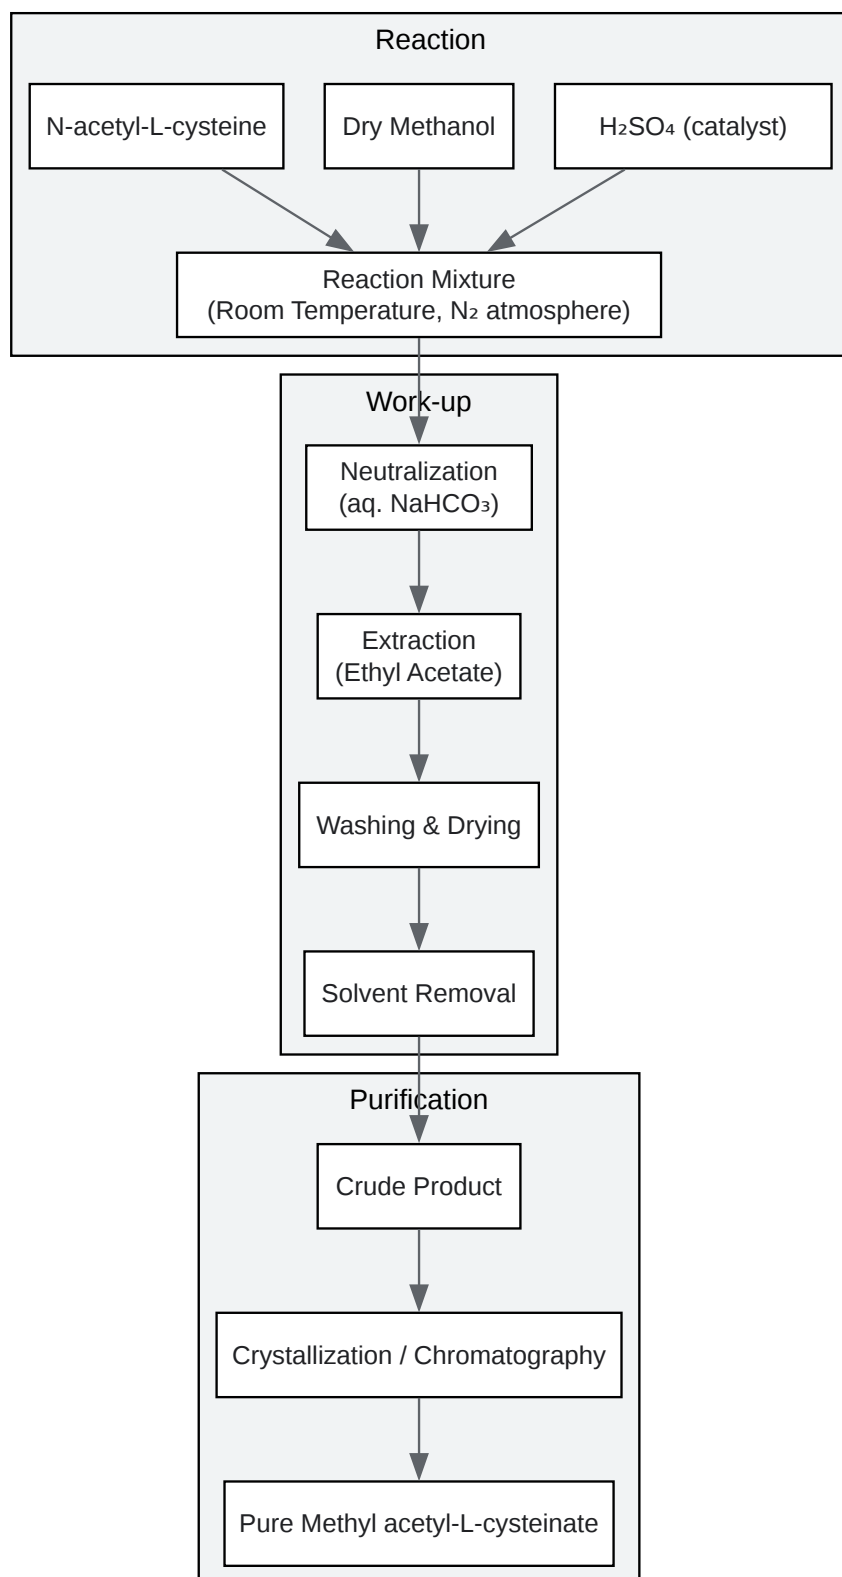 Reaction
N-acetyl-L-cysteine
Dry Methanol
H₂SO₄ (catalyst)
Reaction Mixture
(Room Temperature, N₂ atmosphere)
Work-up
Neutralization
(aq. NaHCO₃)
Extraction
(Ethyl Acetate)
Washing & Drying
Solvent Removal
Purification
Crude Product
Crystallization / Chromatography
Pure Methyl acetyl-L-cysteinate